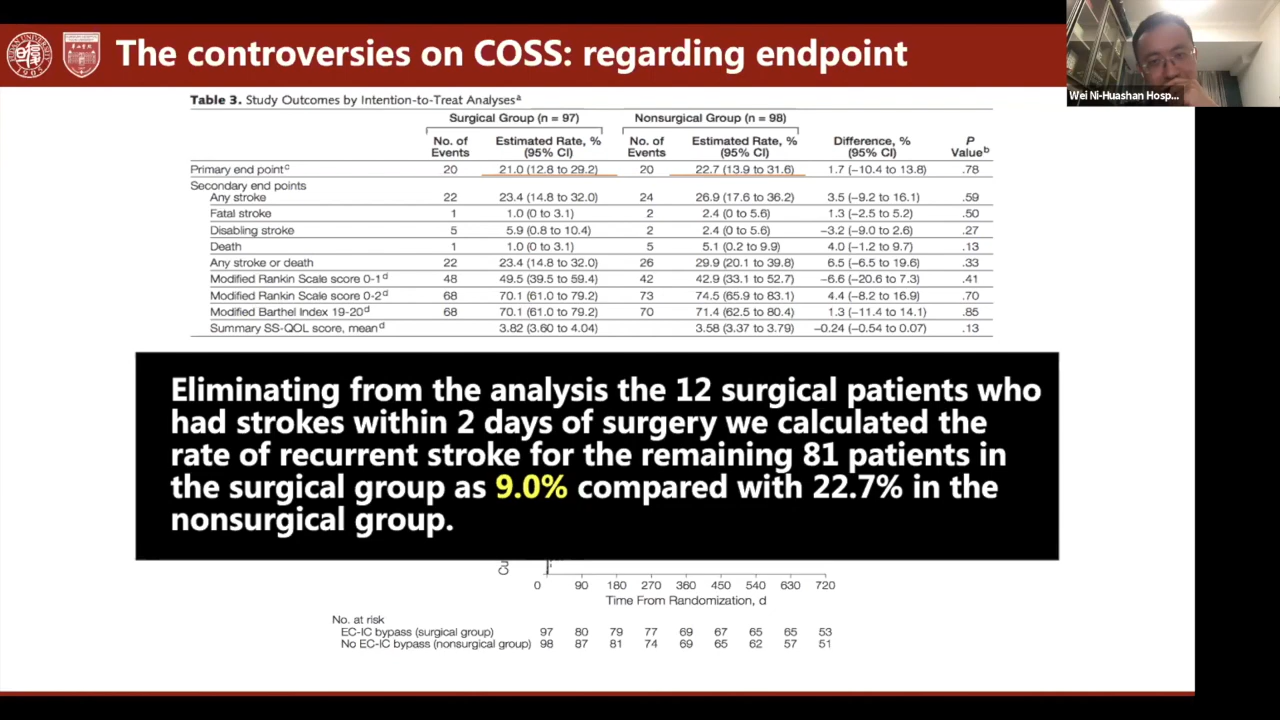 The controversies on COSS: regarding endpoint
Wei Ni-Huashan Hosp...
Table 3. Study Outcomes by Intention-to-Treat Analysesª
Surgical Group (n = 97) Nonsurgical Group (n = 98)
No. of Events Estimated Rate, % (95% CI) No. of Events Estimated Rate, % (95% CI) Difference, % (95% CI) P Valueᵇ
Primary end pointᶜ 20 21.0 (12.8 to 29.2) 20 22.7 (13.9 to 31.6) 1.7 (−10.4 to 13.8) .78
Secondary end points
Any stroke 22 23.4 (14.8 to 32.0) 24 26.9 (17.6 to 36.2) 3.5 (−9.2 to 16.1) .59
Fatal stroke 1 1.0 (0 to 3.1) 2 2.4 (0 to 5.6) 1.3 (−2.5 to 5.2) .50
Disabling stroke 5 5.9 (0.8 to 10.4) 2 2.4 (0 to 5.6) −3.2 (−9.0 to 2.6) .27
Death 1 1.0 (0 to 3.1) 5 5.1 (0.2 to 9.9) 4.0 (−1.2 to 9.7) .13
Any stroke or death 22 23.4 (14.8 to 32.0) 26 29.9 (20.1 to 39.8) 6.5 (−6.5 to 19.6) .33
Modified Rankin Scale score 0-1ᵈ 48 49.5 (39.5 to 59.4) 42 42.9 (33.1 to 52.7) −6.6 (−20.6 to 7.3) .41
Modified Rankin Scale score 0-2ᵈ 68 70.1 (61.0 to 79.2) 73 74.5 (65.9 to 83.1) 4.4 (−8.2 to 16.9) .70
Modified Barthel Index 19-20ᵈ 68 70.1 (61.0 to 79.2) 70 71.4 (62.5 to 80.4) 1.3 (−11.4 to 14.1) .85
Summary SS-QOL score, meanᵈ 3.82 (3.60 to 4.04) 3.58 (3.37 to 3.79) −0.24 (−0.54 to 0.07) .13
Eliminating from the analysis the 12 surgical patients who
had strokes within 2 days of surgery we calculated the
rate of recurrent stroke for the remaining 81 patients in
the surgical group as 9.0% compared with 22.7% in the
nonsurgical group.
Cu
0 90 180 270 360 450 540 630 720
Time From Randomization, d
No. at risk
EC-IC bypass (surgical group) 97 80 79 77 69 67 65 65 53
No EC-IC bypass (nonsurgical group) 98 87 81 74 69 65 62 57 51